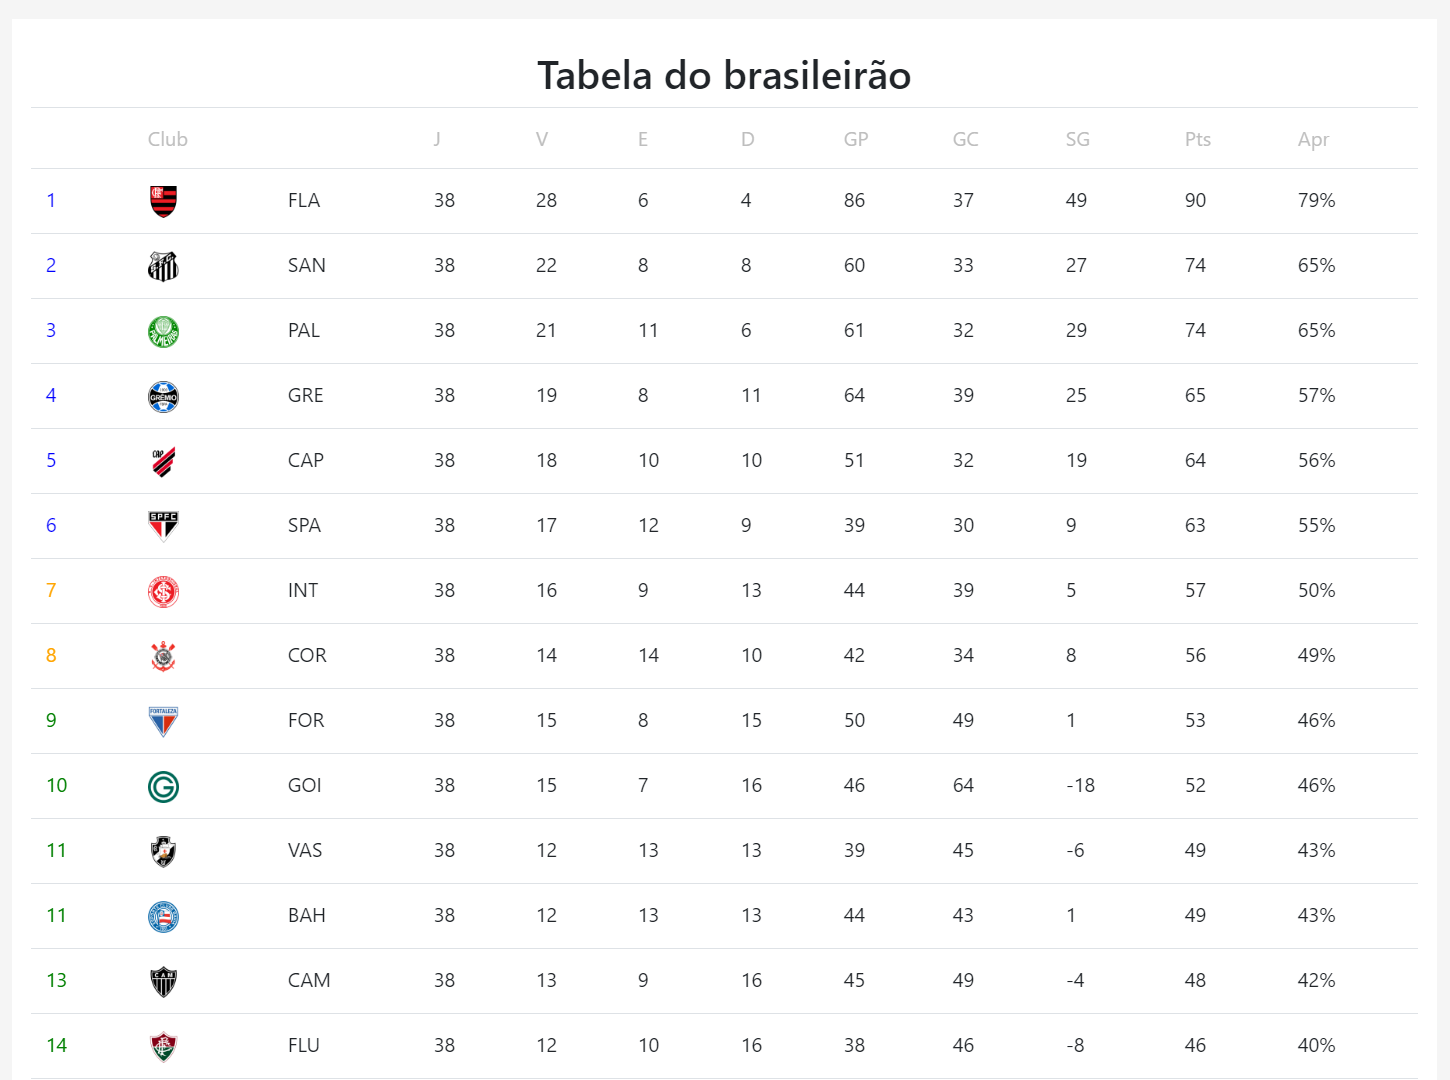 Tabela do brasileirão
Club J V E D GP GC SG Pts Apr
1 FLA 38 28 6 4 86 37 49 90 79%
2 SAN 38 22 8 8 60 33 27 74 65%
3 PALMEIRAS PAL 38 21 11 6 61 32 29 74 65%
4 GRÊMIO GRE 38 19 8 11 64 39 25 65 57%
5 CAP CAP 38 18 10 10 51 32 19 64 56%
6 SPFC SPA 38 17 12 9 39 30 9 63 55%
7 INT 38 16 9 13 44 39 5 57 50%
8 COR 38 14 14 10 42 34 8 56 49%
9 FORTALEZA FOR 38 15 8 15 50 49 1 53 46%
10 G GOI 38 15 7 16 46 64 -18 52 46%
11 VAS 38 12 13 13 39 45 -6 49 43%
11 BAH 38 12 13 13 44 43 1 49 43%
13 CAM CAM 38 13 9 16 45 49 -4 48 42%
14 FLU 38 12 10 16 38 46 -8 46 40%